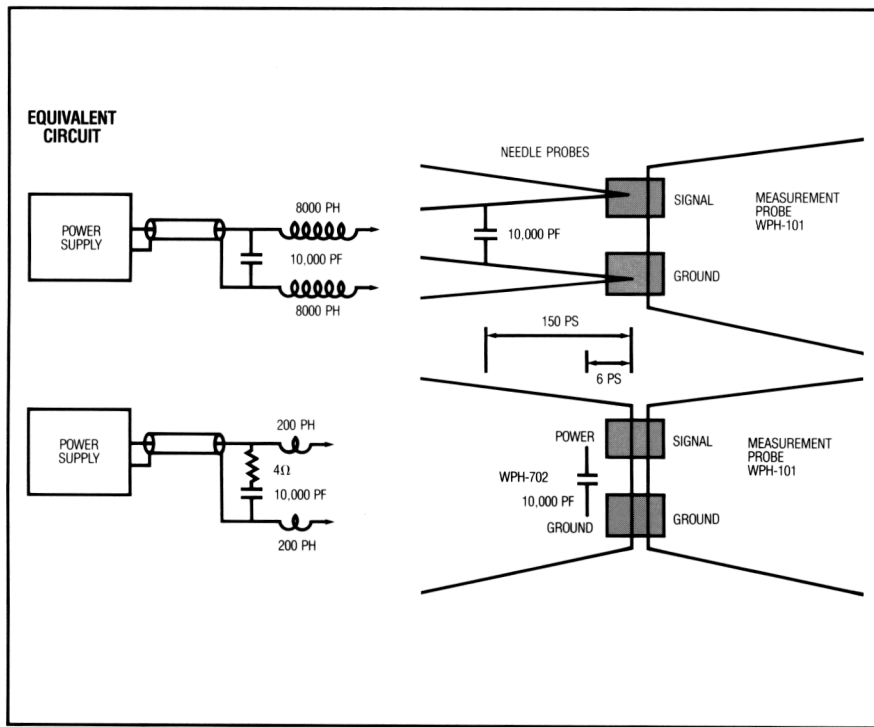 EQUIVALENT
CIRCUIT
POWER
SUPPLY
8000 PH
10,000 PF
8000 PH
NEEDLE PROBES
10,000 PF
SIGNAL
GROUND
MEASUREMENT
PROBE
WPH-101
150 PS
6 PS
POWER
SUPPLY
200 PH
4Ω
10,000 PF
200 PH
POWER
WPH-702
10,000 PF
GROUND
SIGNAL
GROUND
MEASUREMENT
PROBE
WPH-101